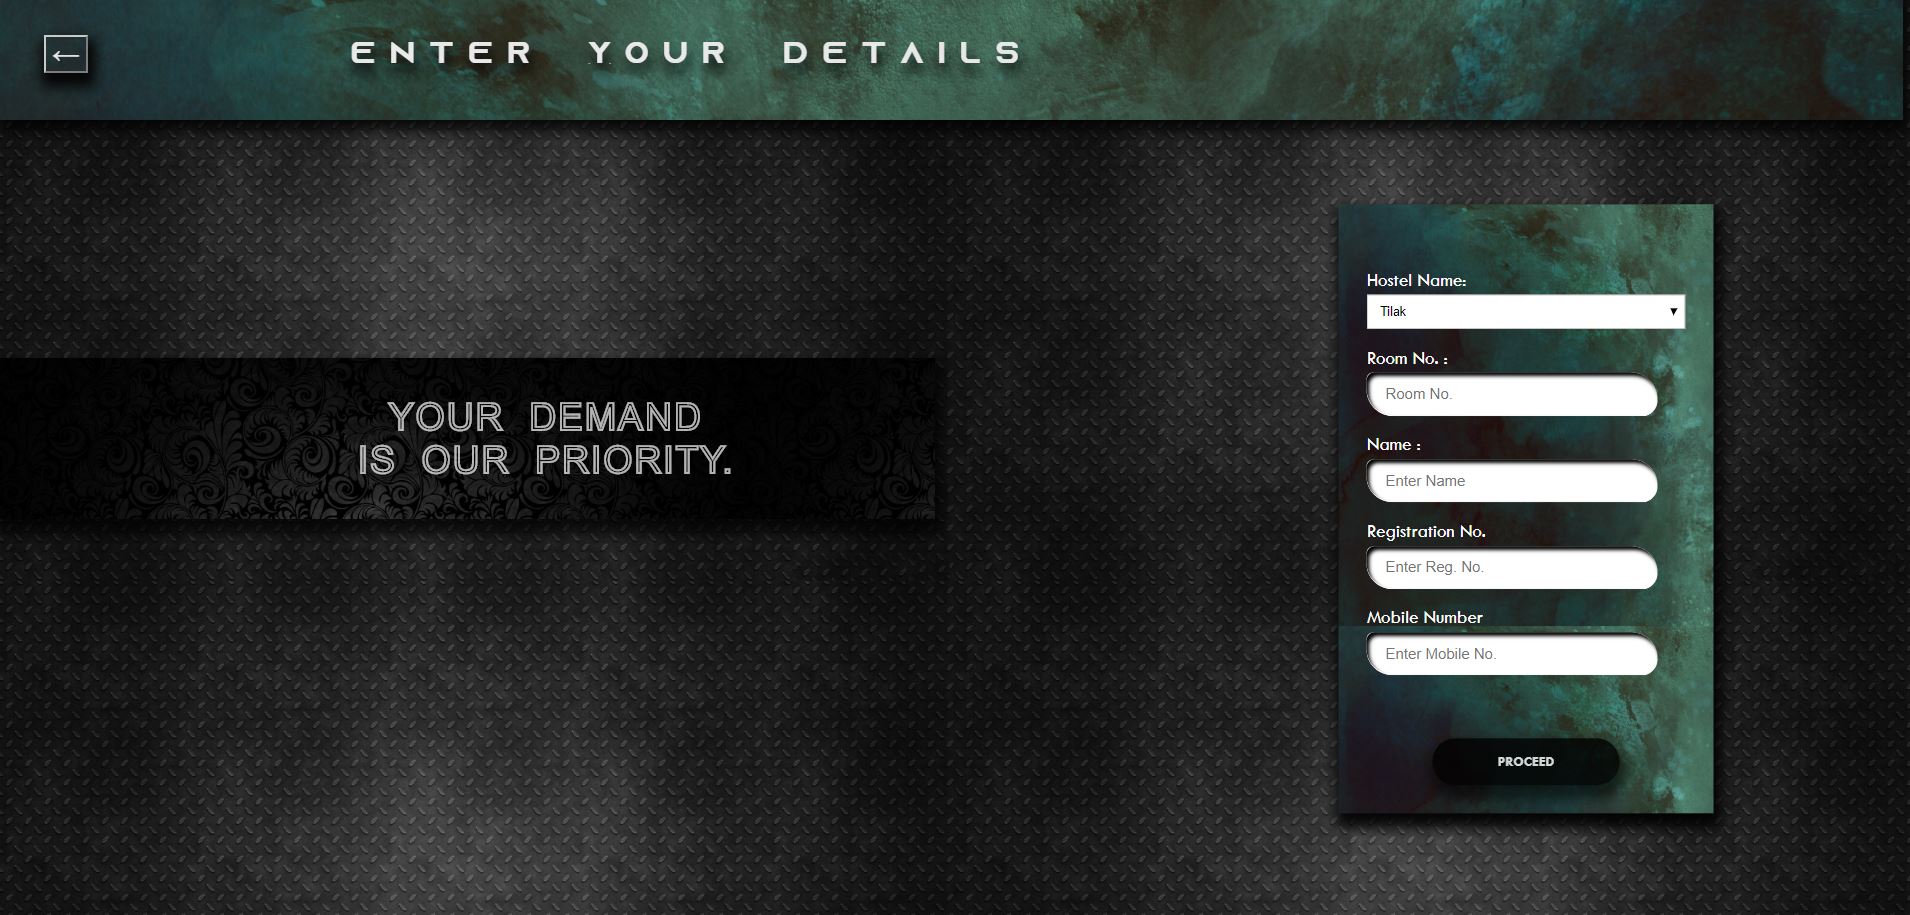 ←
ENTER YOUR DETAILS
YOUR DEMAND
IS OUR PRIORITY.
Hostel Name:
Tilak
Room No. :
Room No.
Name :
Enter Name
Registration No.
Enter Reg. No.
Mobile Number
Enter Mobile No.
PROCEED